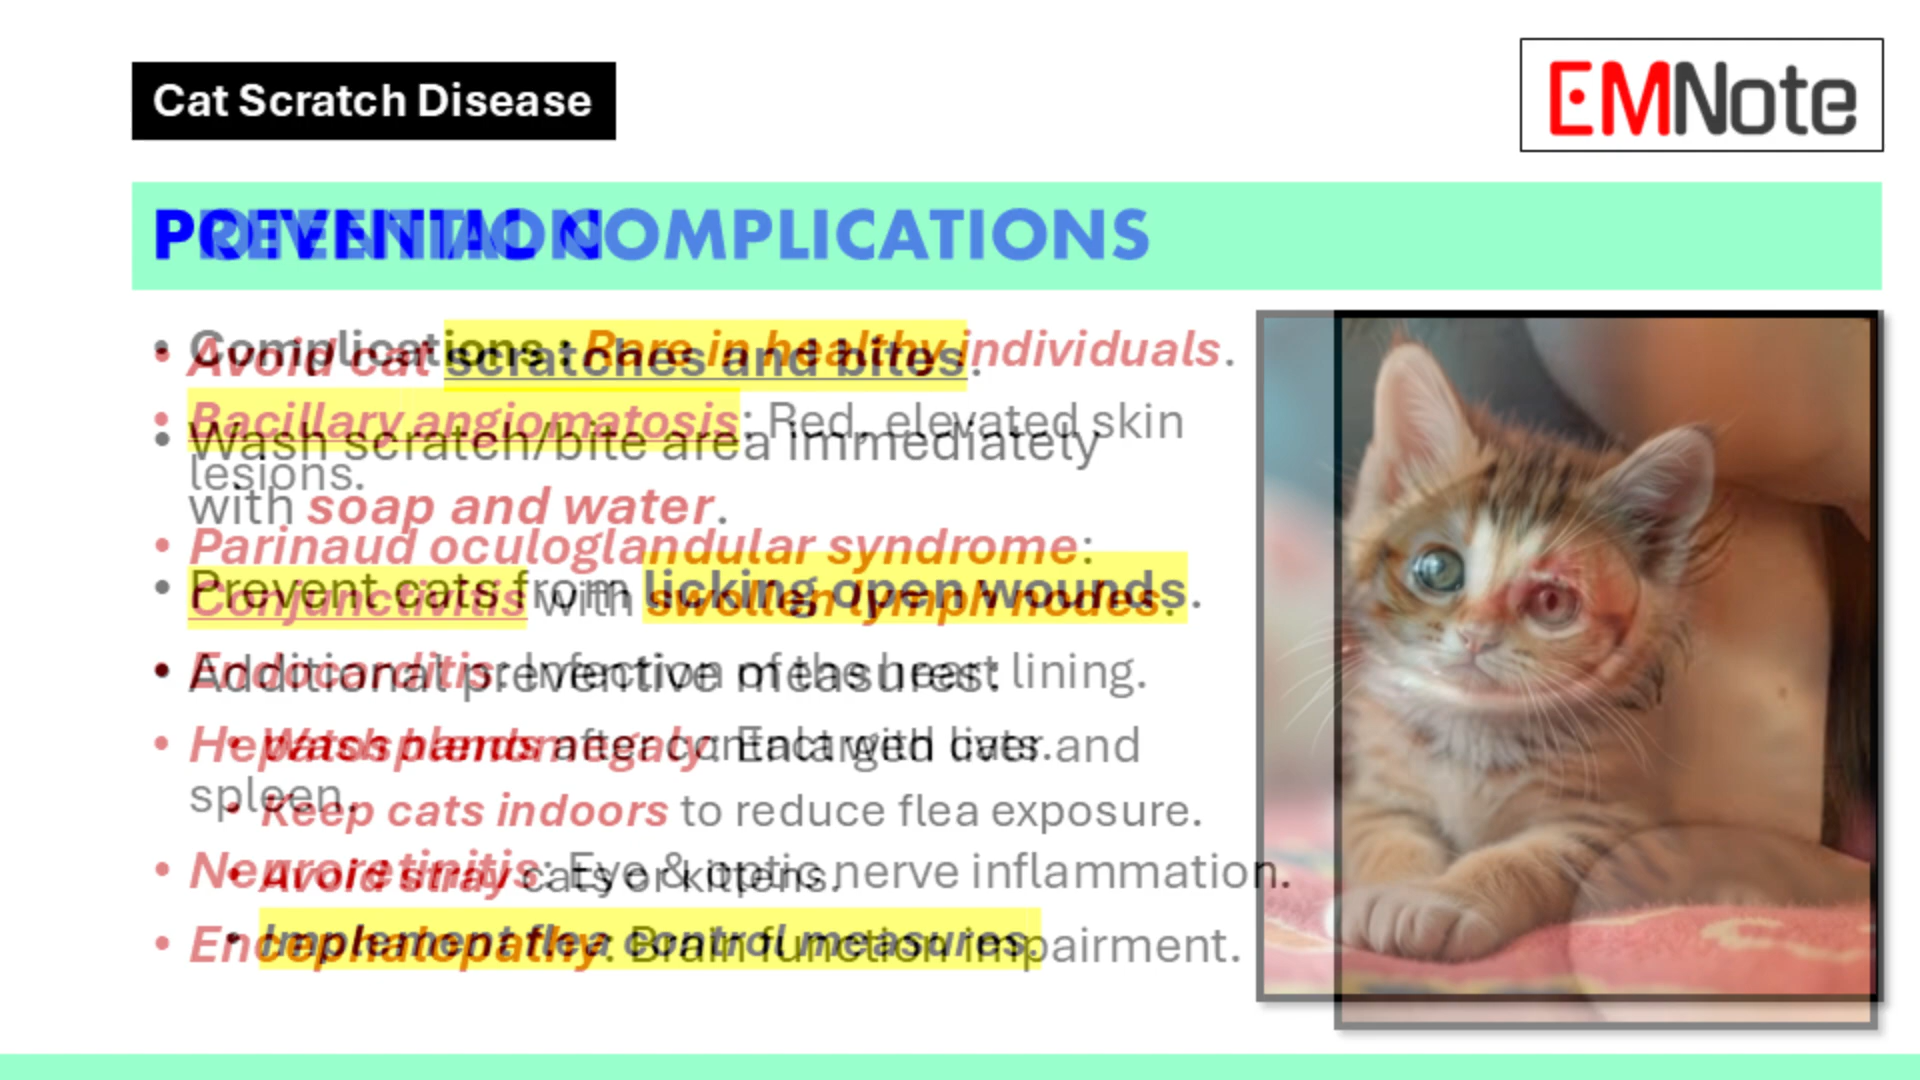 Cat Scratch Disease
EMNote
PREVENTION
POTENTIAL COMPLICATIONS
• Complications: Rare in healthy individuals.
• Avoid cat scratches and bites.
• Bacillary angiomatosis: Red, elevated skin
• Wash scratch/bite area immediately
lesions.
with soap and water.
• Parinaud oculoglandular syndrome:
• Prevent cats from licking open wounds.
Conjunctivitis with swollen lymph nodes.
• Endocarditis: Infection of the heart lining.
• Additional preventive measures:
• Hepatosplenomegaly: Enlarged liver and
• Wash hands after contact with cats.
spleen.
• Keep cats indoors to reduce flea exposure.
• Neuroretinitis: Eye & optic nerve inflammation.
• Avoid stray cats or kittens.
• Encephalopathy: Brain function impairment.
• Implement flea control measures.